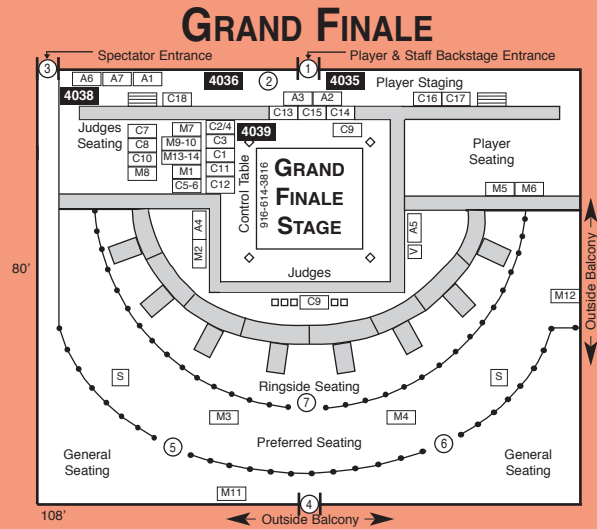 GRAND FINALE
Spectator Entrance
Player & Staff Backstage Entrance
3
1
A6 A7 A1
4036
2
4035
Player Staging
4038
C18
A3 A2
C16 C17
C13 C15 C14
Judges
Seating
C7
C8
C10
M8
M7
M9-10
M13-14
M1
C5-6
C2/4
C3
C1
C11
C12
4039
C9
Control Table
916-614-3816
GRAND
FINALE
STAGE
Player
Seating
M5 M6
A4
M2
A5
V
Judges
C9
80'
Outside Balcony
M12
S
S
Ringside Seating
7
M3
M4
Preferred Seating
5
6
General
Seating
General
Seating
M11
4
108'
Outside Balcony